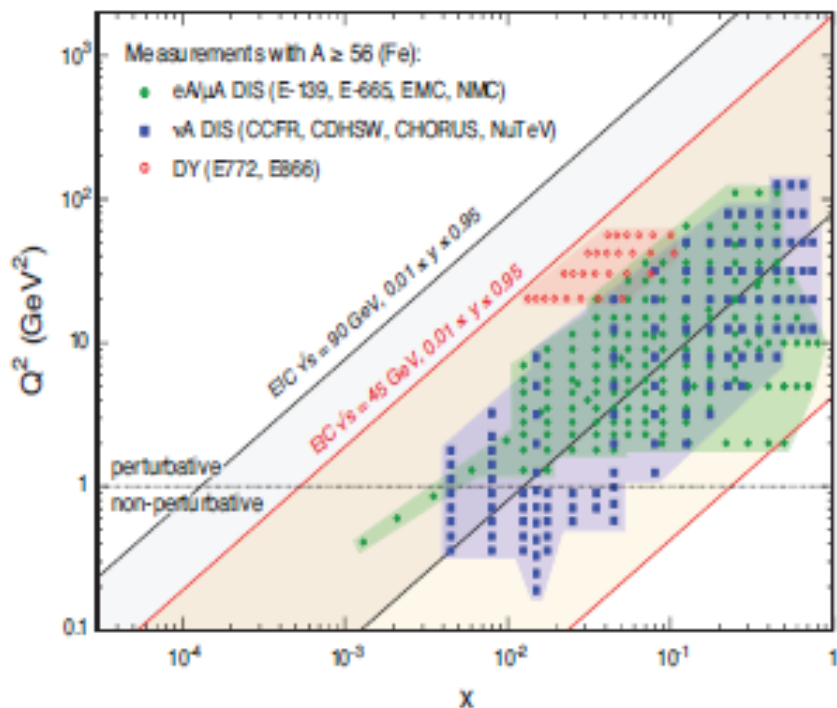 Measurements with A ≥ 56 (Fe):
eA/μA DIS (E-139, E-665, EMC, NMC)
νA DIS (CCFR, CDHSW, CHORUS, NuTeV)
DY (E772, E866)
EIC √s = 90 GeV, 0.01 ≤ y ≤ 0.95
EIC √s = 45 GeV, 0.01 ≤ y ≤ 0.95
perturbative
non-perturbative
Q² (GeV²)
10³
10²
10
1
0.1
10⁻⁴
10⁻³
10⁻²
10⁻¹
1
x